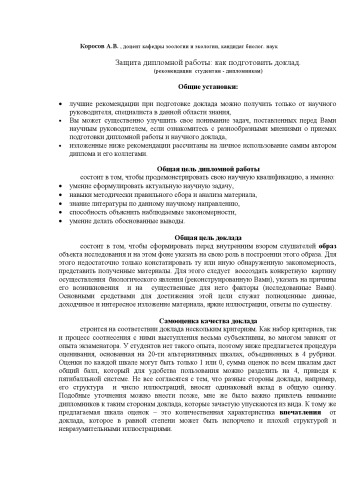 Коросов А.В. , доцент кафедры зоологии и экологии, кандидат биолог. наук
Защита дипломной работы: как подготовить доклад.
(рекомендации студентам - дипломникам)
Общие установки:
• лучшие рекомендации при подготовке доклада можно получить только от научного
руководителя, специалиста в данной области знания,
• Вы может существенно улучшить свое понимание задач, поставленных перед Вами
научным руководителем, если ознакомитесь с разнообразными мнениями о приемах
подготовки дипломной работы и научного доклада,
• изложенные ниже рекомендации рассчитаны на личное использование самим автором
диплома и его коллегами.
Общая цель дипломной работы
состоит в том, чтобы продемонстрировать свою научную квалификацию, а именно:
• умение сформулировать актуальную научную задачу,
• навыки методически правильного сбора и анализа материала,
• знание литературы по данному научному направлению,
• способность объяснить наблюдаемые закономерности,
• умение делать обоснованные выводы.
Общая цель доклада
состоит в том, чтобы сформировать перед внутренним взором слушателей образ
объекта исследования и на этом фоне указать на свою роль в построении этого образа. Для
этого недостаточно только констатировать ту или иную обнаруженную закономерность,
представить полученные материалы. Для этого следует воссоздать конкретную картину
осуществления биологического явления (реконструированную Вами), указать на причины
его возникновения и на существенные для него факторы (исследованные Вами).
Основными средствами для достижения этой цели служат полноценные данные,
доходчивое и интересное изложение материала, яркие иллюстрации, ответы по существу.
Самооценка качества доклада
строится на соответствии доклада нескольким критериям. Как набор критериев, так
и процесс соотнесения с ними выступления весьма субъективны, во многом зависят от
опыта экзаменатора. У студентов нет такого опыта, поэтому ниже предлагается процедура
оценивания, основанная на 20-ти альтернативных шкалах, объединенных в 4 рубрики.
Оценки по каждой шкале могут быть только 1 или 0, сумма оценок по всем шкалам даст
общий балл, который для удобства пользования можно разделить на 4, приведя к
пятибалльной системе. Не все согласятся с тем, что разные стороны доклада, например,
его структура и число иллюстраций, вносят одинаковый вклад в общую оценку.
Подобные уточнения можно внести позже, мне же было важно привлечь внимание
дипломников к таким сторонам доклада, которые зачастую упускаются из вида. К тому же
предлагаемая шкала оценок – это количественная характеристика впечатления от
доклада, которое в равной степени может быть испорчено и плохой структурой и
невразумительными иллюстрациями.